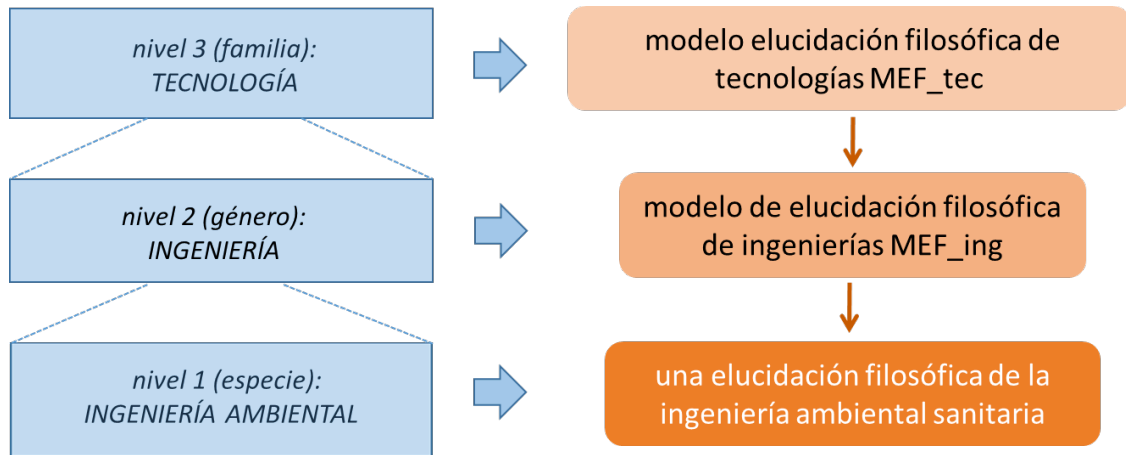 nivel 3 (familia):
TECNOLOGÍA
modelo elucidación filosófica de
tecnologías MEF_tec
nivel 2 (género):
INGENIERÍA
modelo de elucidación filosófica
de ingenierías MEF_ing
nivel 1 (especie):
INGENIERÍA AMBIENTAL
una elucidación filosófica de la
ingeniería ambiental sanitaria